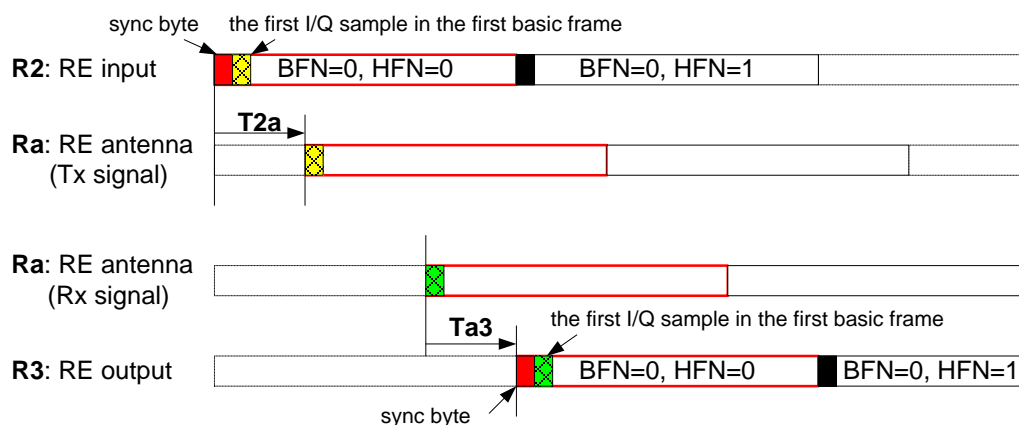 sync byte
the first I/Q sample in the first basic frame
R2: RE input
BFN=0, HFN=0
BFN=0, HFN=1
T2a
Ra: RE antenna
(Tx signal)
Ra: RE antenna
(Rx signal)
Ta3
the first I/Q sample in the first basic frame
R3: RE output
BFN=0, HFN=0
BFN=0, HFN=1
sync byte